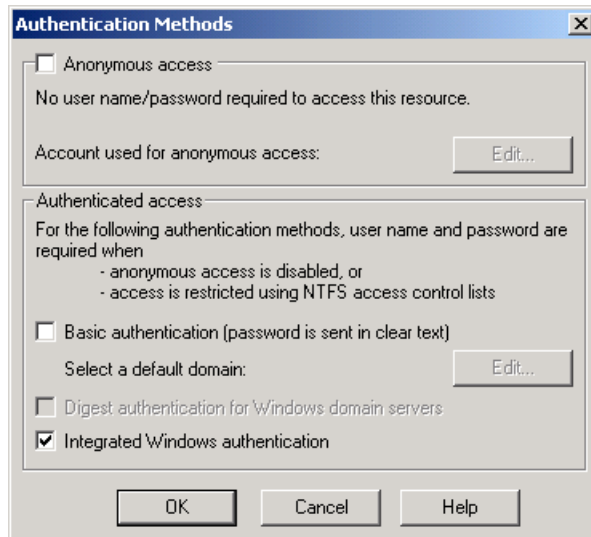 Authentication Methods
Anonymous access
No user name/password required to access this resource.
Account used for anonymous access:
Edit...
Authenticated access
For the following authentication methods, user name and password are
required when
- anonymous access is disabled, or
- access is restricted using NTFS access control lists
Basic authentication (password is sent in clear text)
Select a default domain:
Edit...
Digest authentication for Windows domain servers
Integrated Windows authentication
OK
Cancel
Help